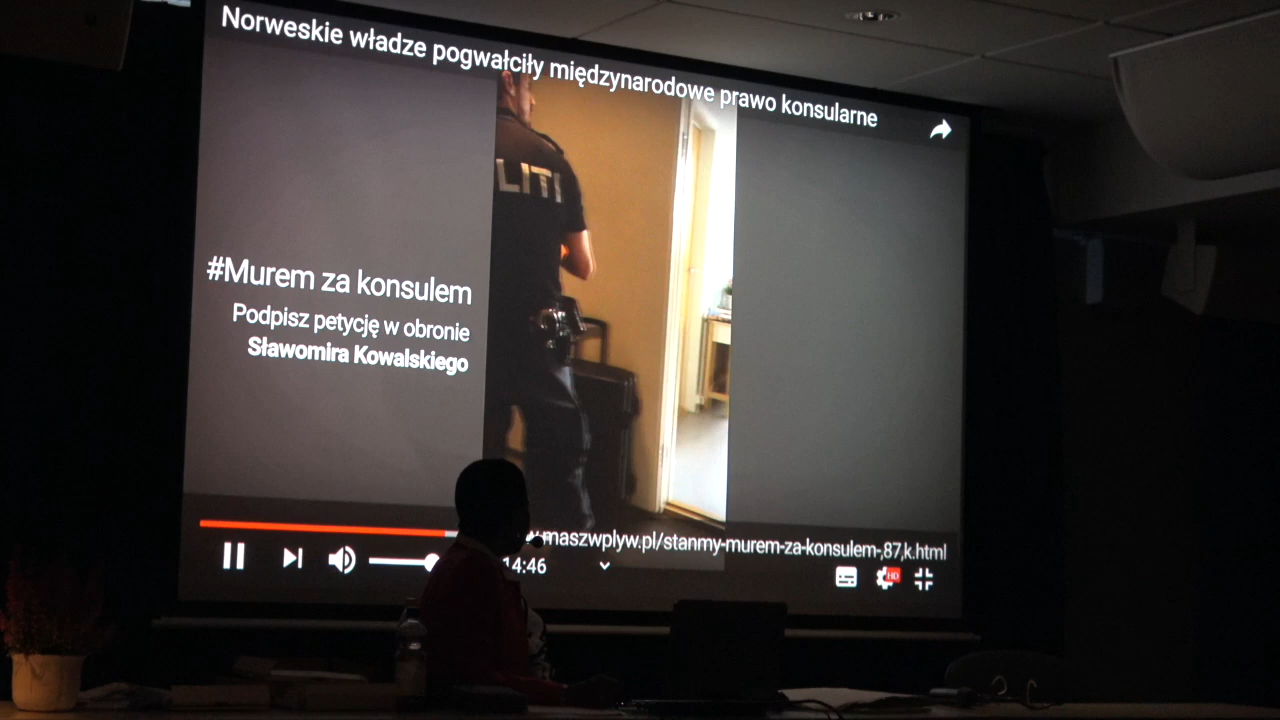 Norweskie władze pogwałciły międzynarodowe prawo konsularne
LITI
#Murem za konsulem
Podpisz petycję w obronie
Sławomira Kowalskiego
.maszwplyw.pl/stanmy-murem-za-konsulem-,87,k.html
14:46
HD